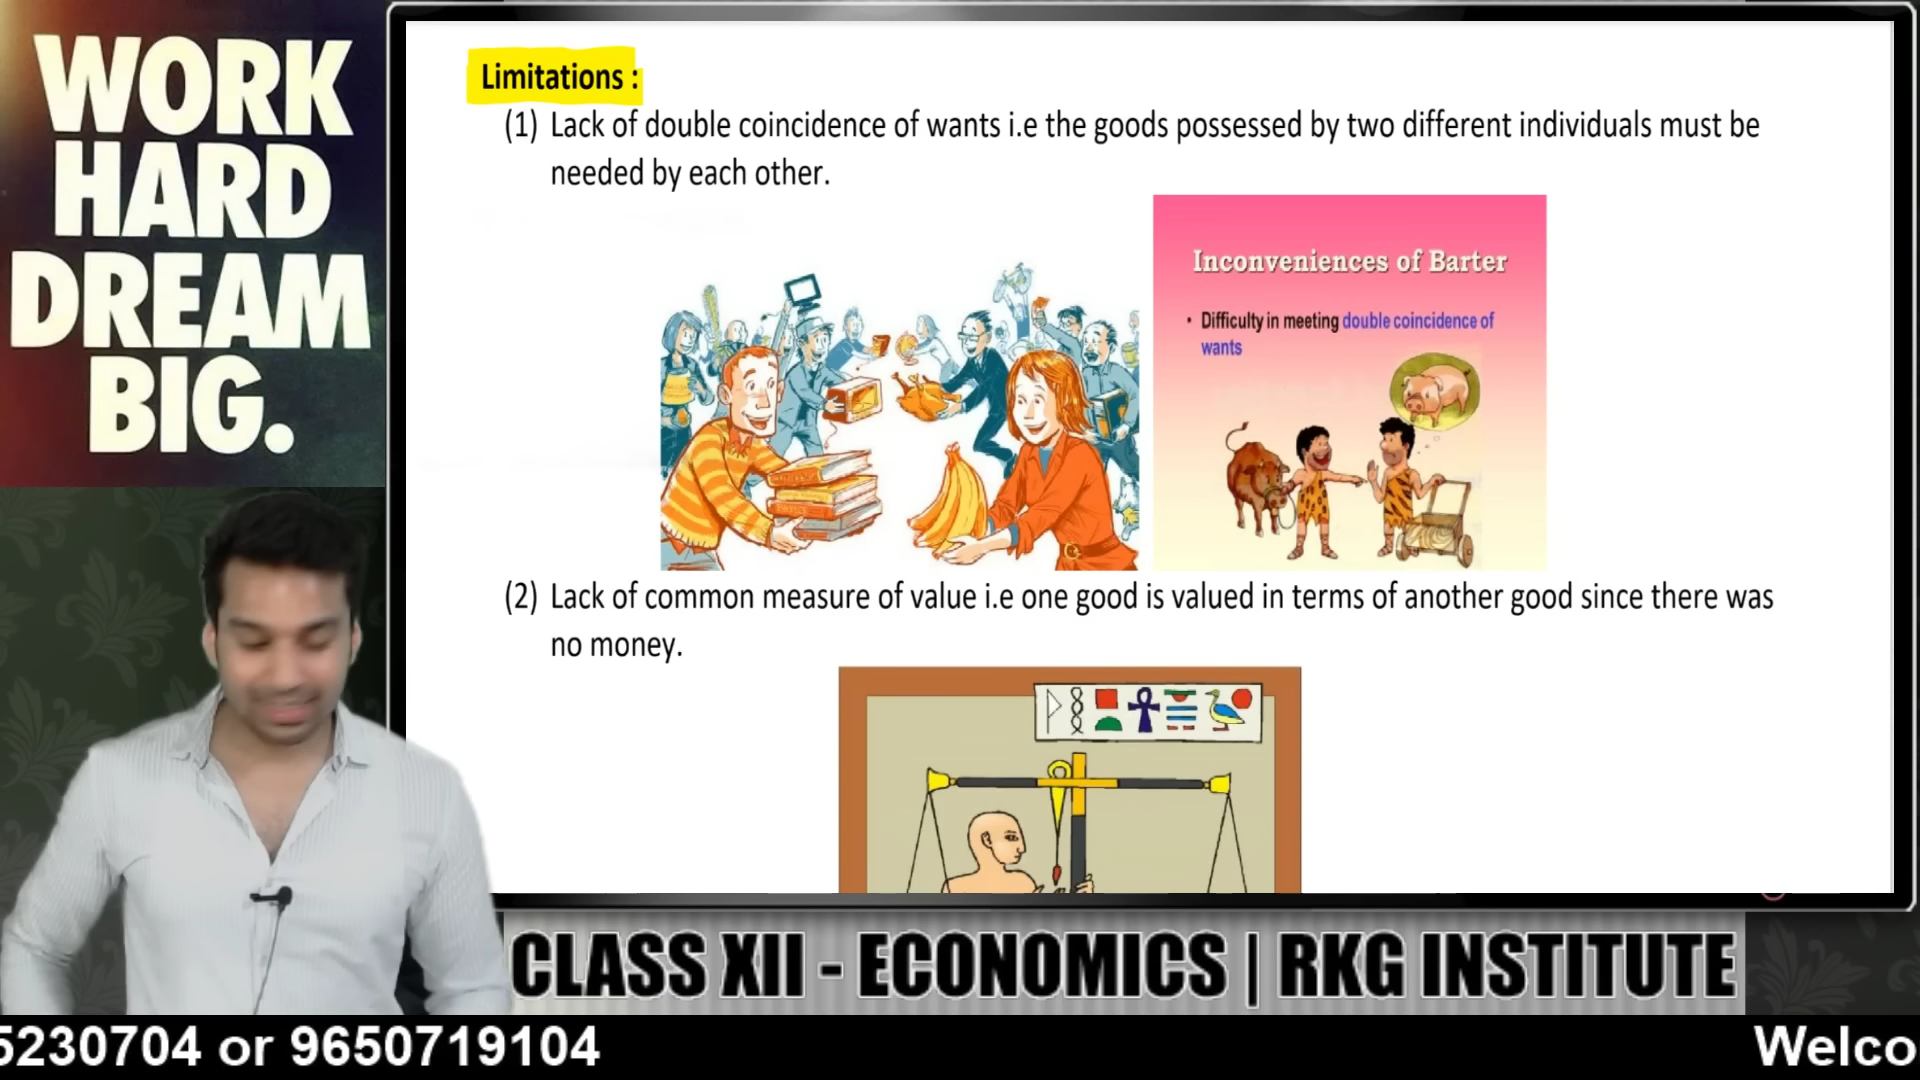 WORK
HARD
DREAM
BIG.
Limitations :
(1) Lack of double coincidence of wants i.e the goods possessed by two different individuals must be
needed by each other.
Inconveniences of Barter
• Difficulty in meeting double coincidence of
wants
(2) Lack of common measure of value i.e one good is valued in terms of another good since there was
no money.
CLASS XII - ECONOMICS | RKG INSTITUTE
5230704 or 9650719104
Welco